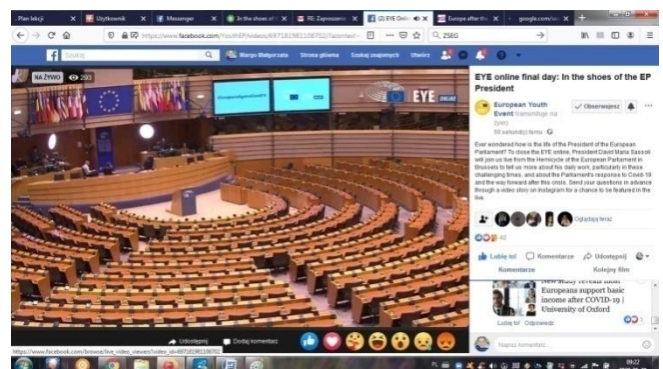 . Plan lekcji
Użytkownik
Messenger
In the shoes of
RE: Zaproszenie
(2) EYE Onlin
Europe after the
google.com/se
https://www.facebook.com/YouthEP/videos/697181981108702/
ZSEG
Szukaj
Margo Małgorzata
Strona główna
Szukaj znajomych
Utwórz
NA ŻYWO
293
EYE
EYE online final day: In the shoes of the EP
President
European Youth
Event transmituje na
żywo
Obserwujesz
58 sekund(y) temu
Ever wondered how is the life of the President of the European
Parliament? To close the EYE online, President David Maria Sassoli
will join us live from the Hemicycle of the European Parliament in
Brussels to tell us more about his daily work, particularly in these
challenging times, and about the Parliament's response to Covid-19
and the way forward after this crisis. Send your questions in advance
through a video story on Instagram for a chance to be featured in the
live.
Oglądają teraz
42
Lubię to!
Komentarz
Udostępnij
Komentarze
Kolejny film
New study reveals most
Europeans support basic
income after COVID-19 |
University of Oxford
Lubię to! · Odpowiedz
3
Udostępnij
Dodaj komentarz
Napisz komentarz...
https://www.facebook.com/browse/live_video_viewers/?video_id=697181981108702
PL
09:22